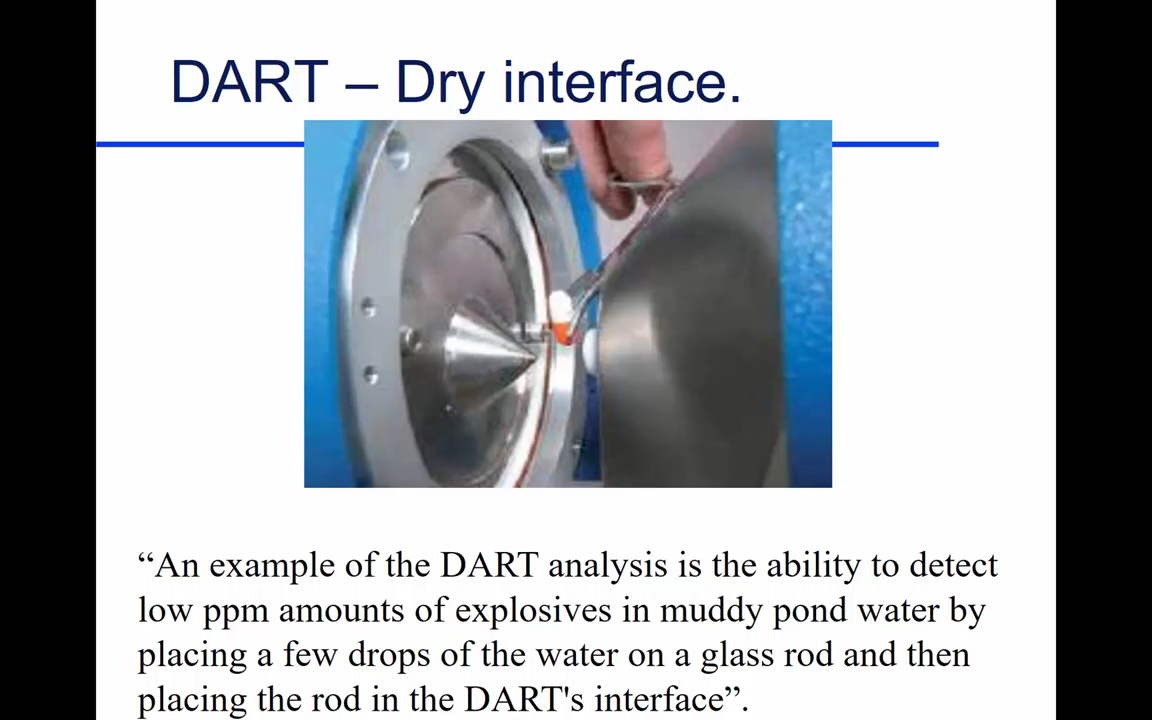 DART – Dry interface.
“An example of the DART analysis is the ability to detect
low ppm amounts of explosives in muddy pond water by
placing a few drops of the water on a glass rod and then
placing the rod in the DART's interface”.